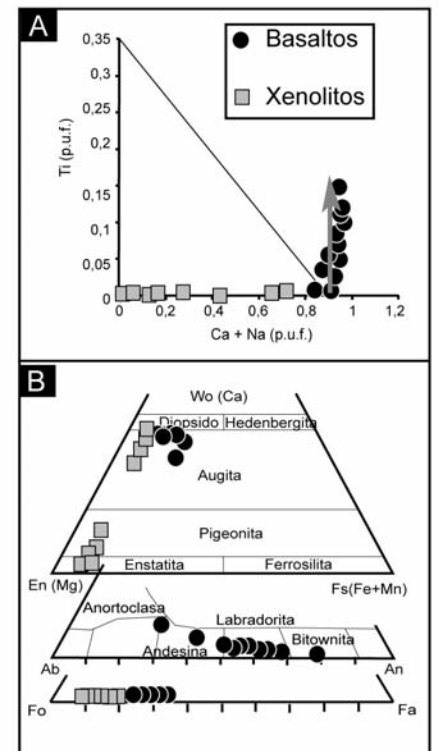 A
Basaltos
Xenolitos
Ti (p.u.f.)
0,35
0,3
0,25
0,2
0,15
0,1
0,05
0
0 0,2 0,4 0,6 0,8 1 1,2
Ca + Na (p.u.f.)
B
Wo (Ca)
Diopsido Hedenbergita
Augita
Pigeonita
Enstatita Ferrosilita
En (Mg) Fs(Fe+Mn)
Anortoclasa
Labradorita
Andesina Bitownita
Ab An
Fo Fa